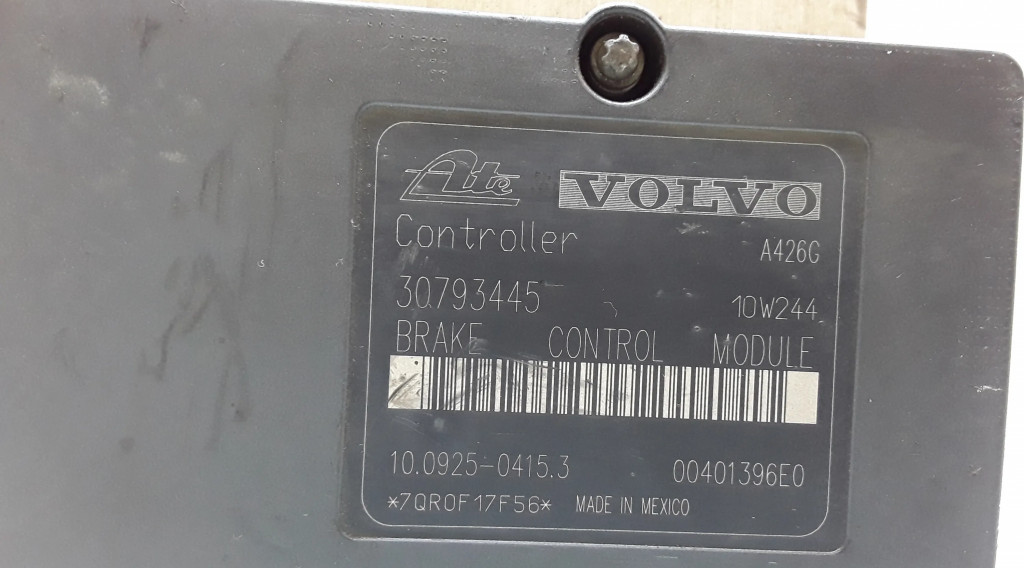 Ate VOLVO
Controller A426G
30793445 10W244
BRAKE CONTROL MODULE
10.0925-0415.3 00401396E0
*7QR0F17F56* MADE IN MEXICO